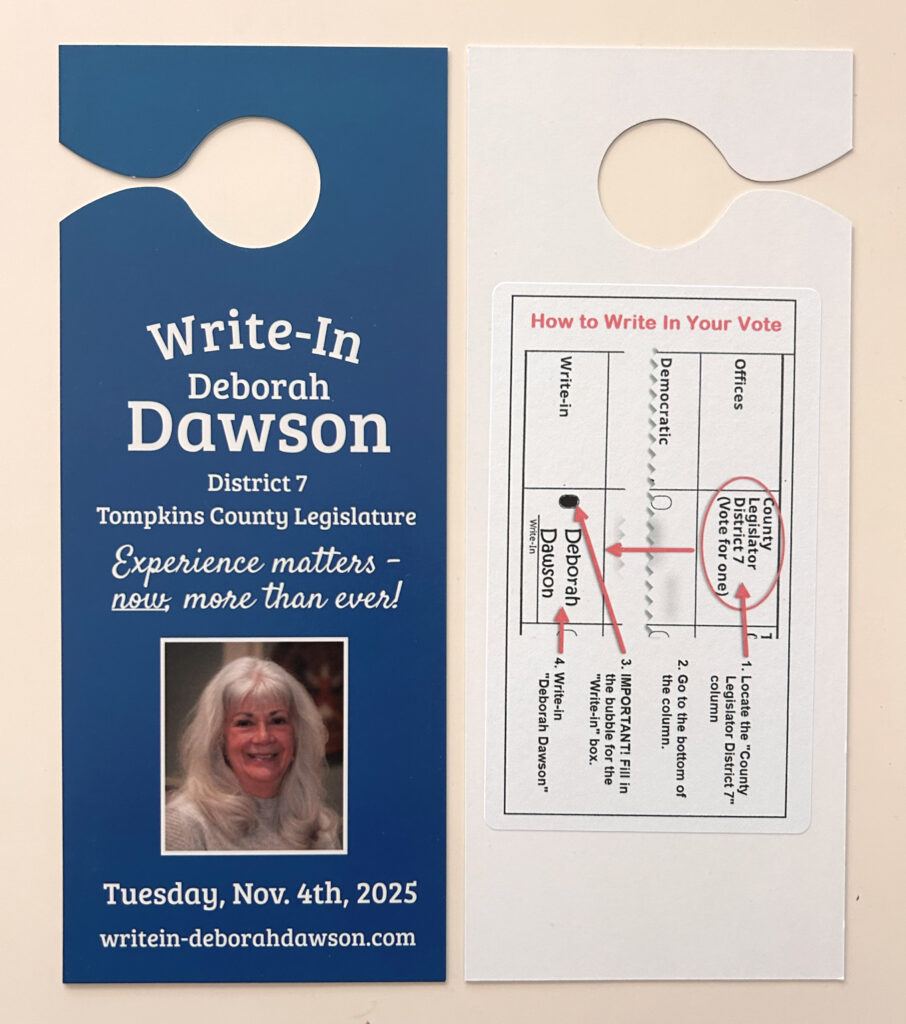 Write-In
Deborah
Dawson
District 7
Tompkins County Legislature
Experience matters -
now, more than ever!
Tuesday, Nov. 4th, 2025
writein-deborahdawson.com
How to Write In Your Vote
Offices
County
Legislator
District 7
(Vote for one)
Democratic
Write-in
Deborah
Dawson
Write-in
1. Locate the "County
Legislator District 7"
column
2. Go to the bottom of
the column.
3. IMPORTANT! Fill in
the bubble for the
"Write-in" box.
4. Write-in
"Deborah Dawson"